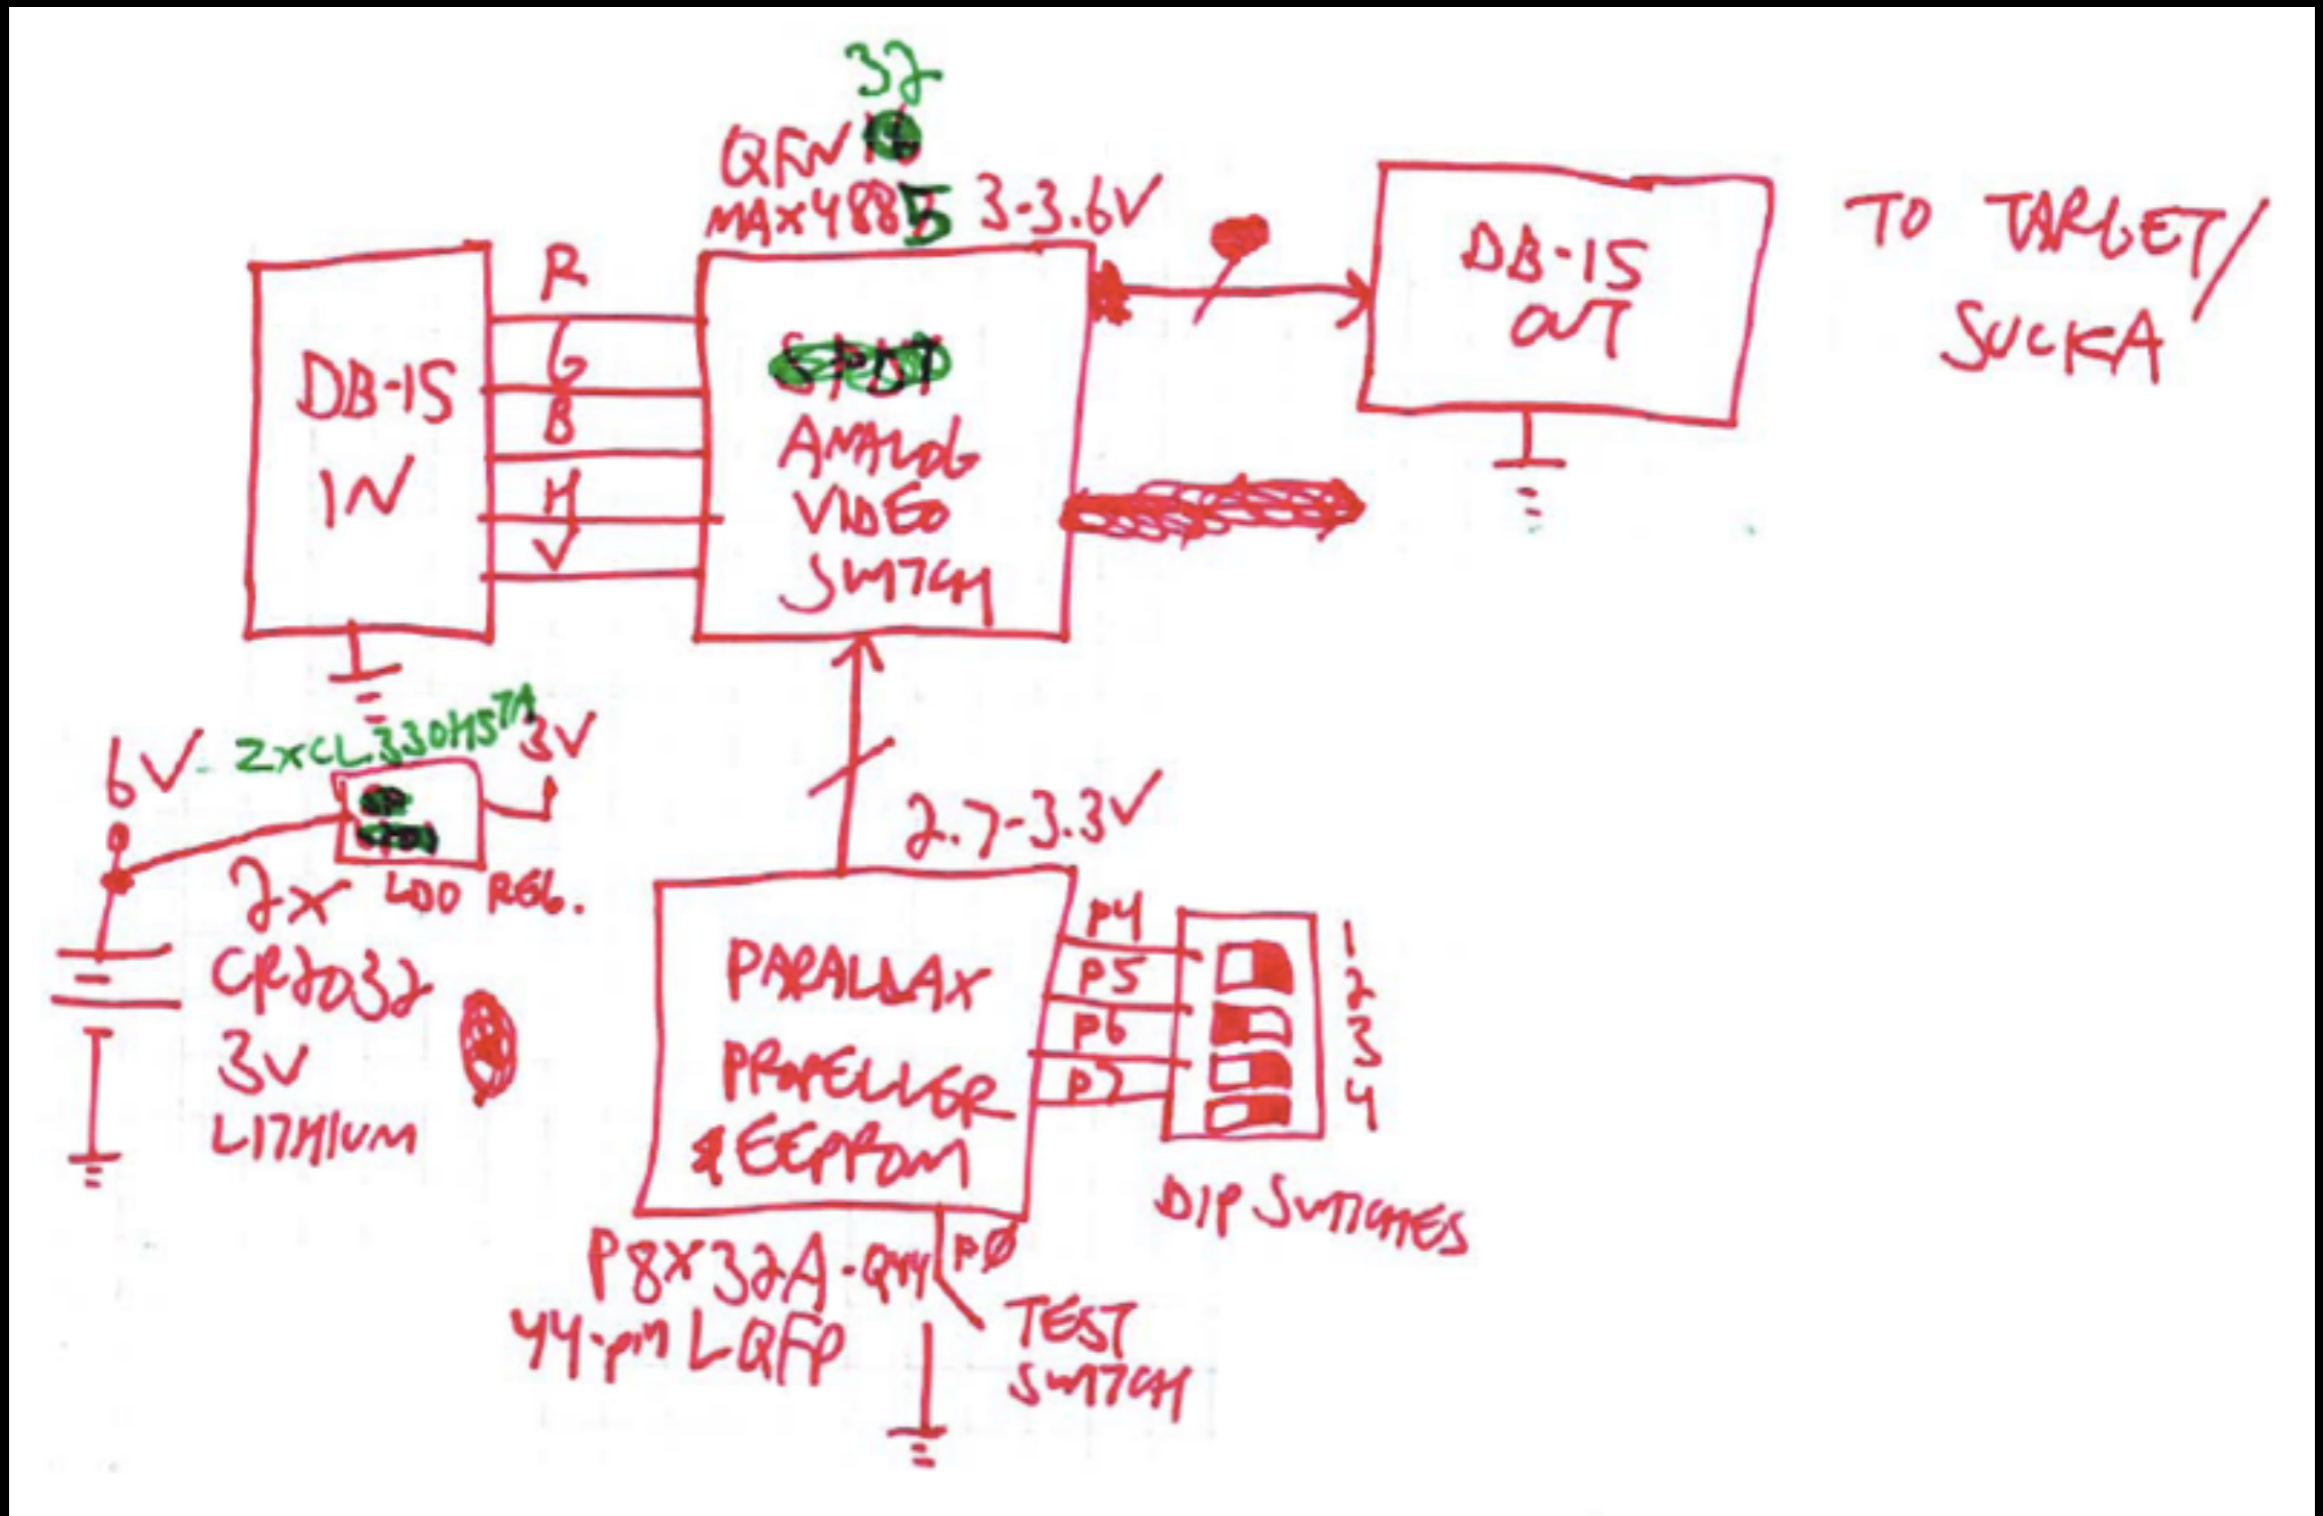 32
QFN
MAX4885 3-3.6V
R
G
B
H
V
DB-15
IN
ANALOG
VIDEO
SWITCH
DB-15
OUT
TO TARGET/
SUCKA
6V
ZXCL330H5TA
3V
LDO REG.
2x
CR2032
3V
LITHIUM
2.7-3.3V
PARALLAX
PROPELLER
& EEPROM
P4
P5
P6
P7
1
2
3
4
DIP SWITCHES
P8X32A-Q44
44-pin LQFP
PØ
TEST
SWITCH